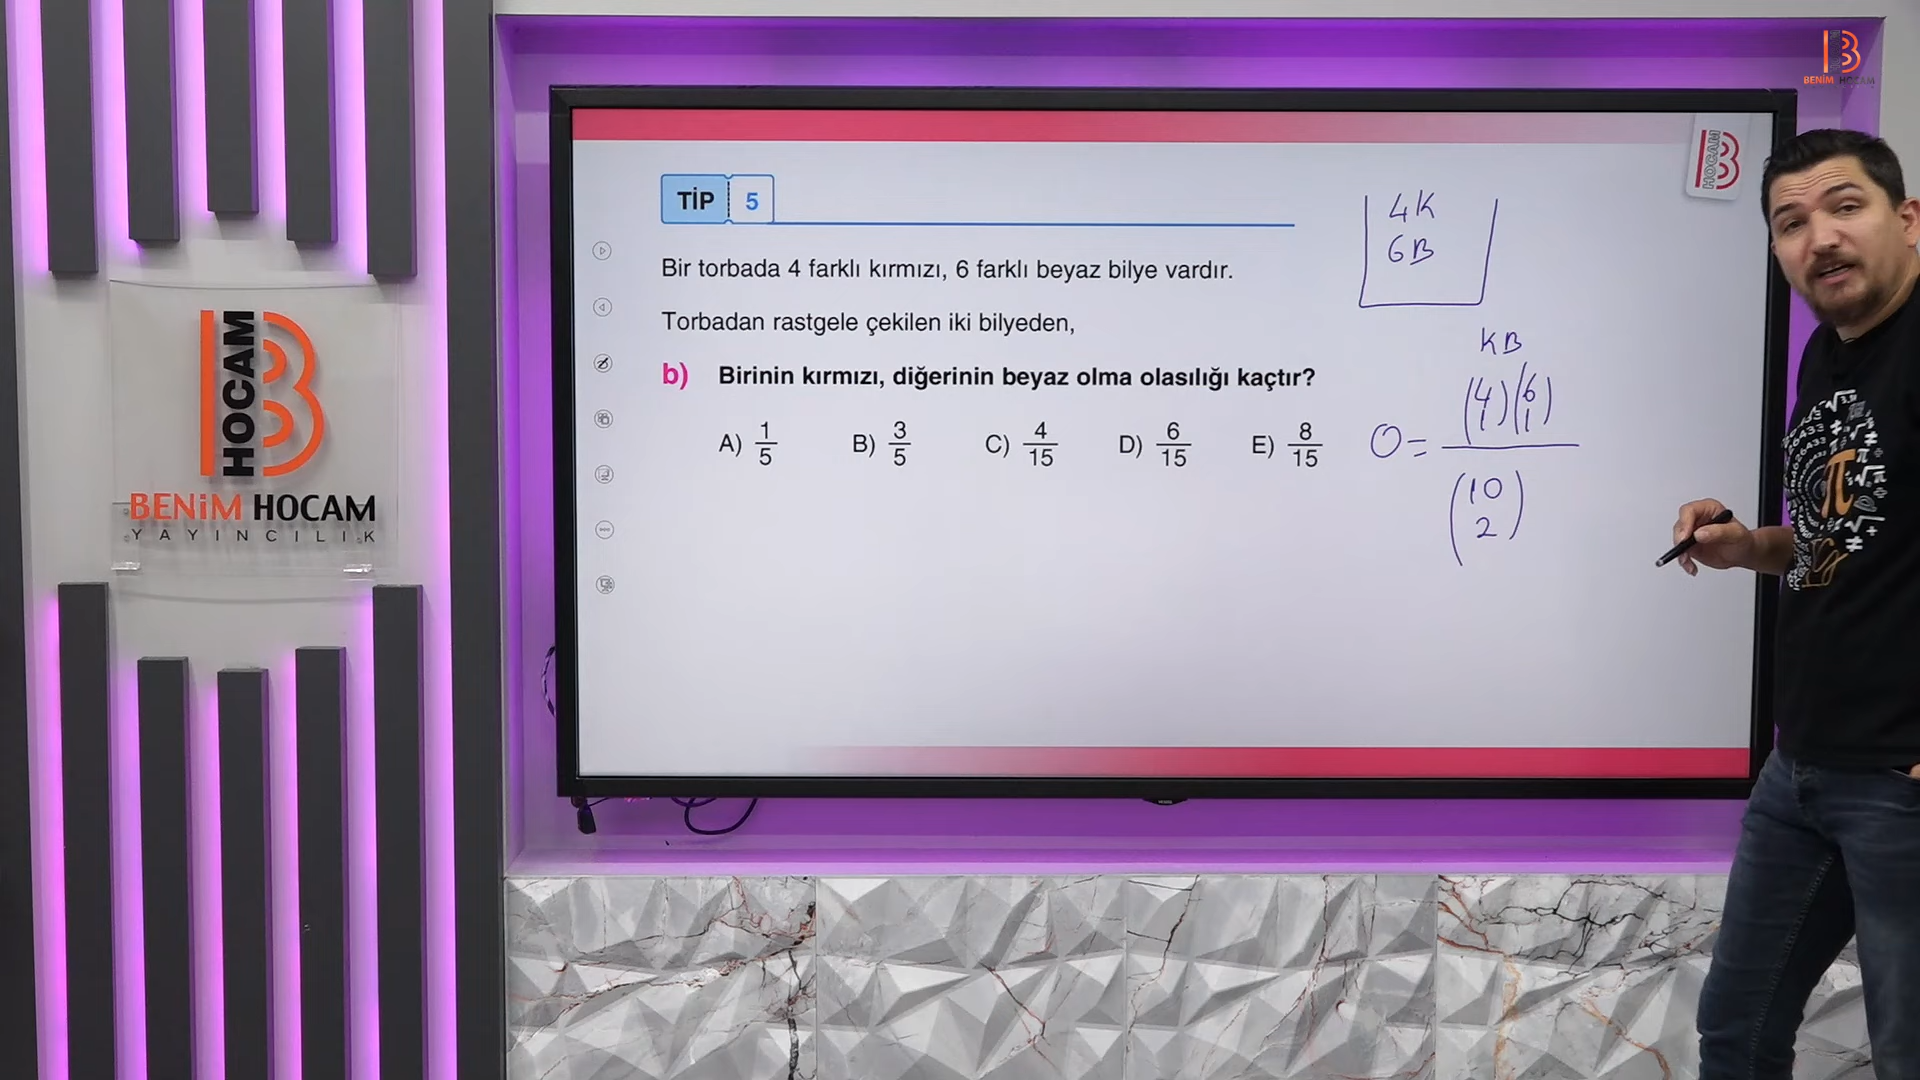 BENİM HOCAM
HOCAM
TİP 5
Bir torbada 4 farklı kırmızı, 6 farklı beyaz bilye vardır.
Torbadan rastgele çekilen iki bilyeden,
b) Birinin kırmızı, diğerinin beyaz olma olasılığı kaçtır?
A) 1/5 B) 3/5 C) 4/15 D) 6/15 E) 8/15
4K
6B
KB
O = (4 1)(6 1) / (10 2)
HOCAM
BENİM HOCAM
YAYINCILIK